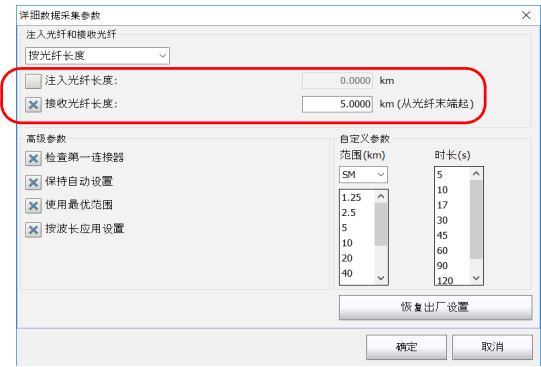 详细数据采集参数
注入光纤和接收光纤
按光纤长度
注入光纤长度: 0.0000 km
接收光纤长度: 5.0000 km (从光纤末端起)
高级参数
检查第一连接器
保持自动设置
使用最优范围
按波长应用设置
自定义参数
范围(km) 时长(s)
SM
1.25
2.5
5
10
20
40
5
10
17
30
45
60
90
120
恢复出厂设置
确定 取消